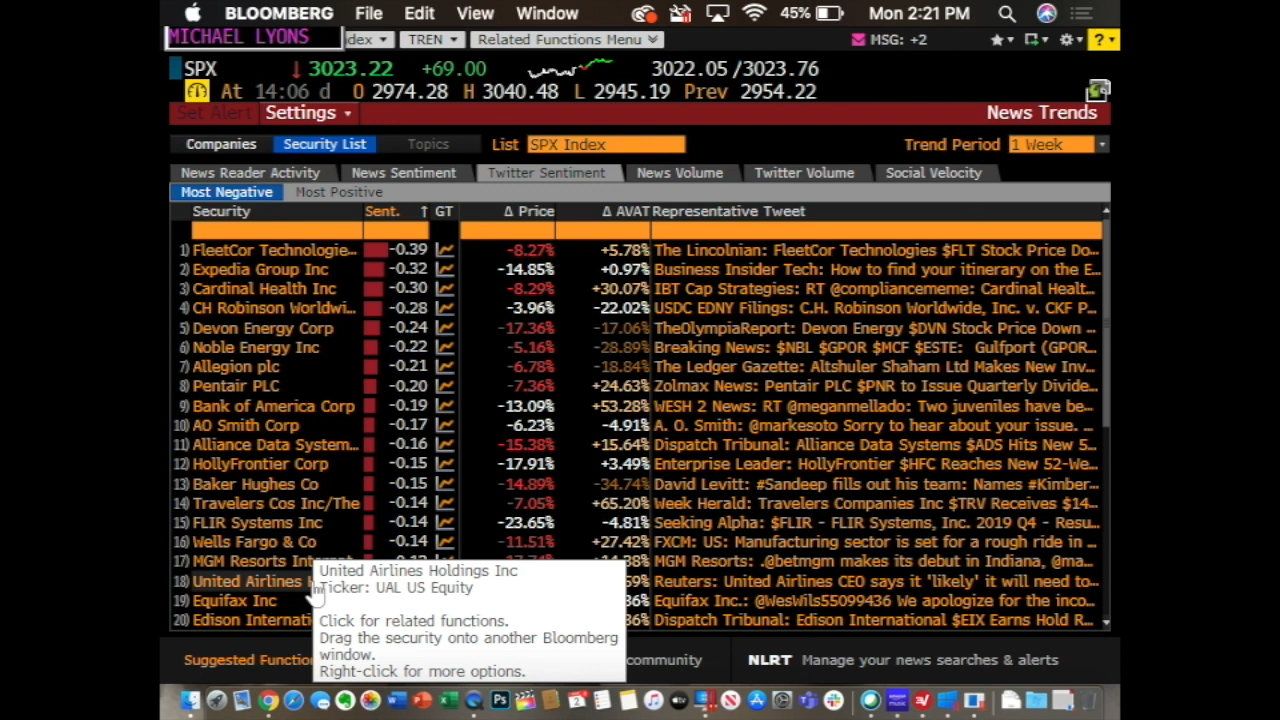 BLOOMBERG File Edit View Window 45% Mon 2:21 PM
MICHAEL LYONS dex TREN Related Functions Menu MSG: +2 ?
SPX ↓ 3023.22 +69.00 3022.05 /3023.76
At 14:06 d O 2974.28 H 3040.48 L 2945.19 Prev 2954.22
Set Alert Settings News Trends
Companies Security List Topics List SPX Index Trend Period 1 Week
News Reader Activity News Sentiment Twitter Sentiment News Volume Twitter Volume Social Velocity
Most Negative Most Positive
Security Sent. ↑ GT Δ Price Δ AVAT Representative Tweet
1) FleetCor Technologie... -0.39 -8.27% +5.78% The Lincolnian: FleetCor Technologies $FLT Stock Price Do...
2) Expedia Group Inc -0.32 -14.85% +0.97% Business Insider Tech: How to find your itinerary on the E...
3) Cardinal Health Inc -0.30 -8.29% +30.07% IBT Cap Strategies: RT @compliancememe: Cardinal Healt...
4) CH Robinson Worldwi... -0.28 -3.96% -22.02% USDC EDNY Filings: C.H. Robinson Worldwide, Inc. v. CKF P...
5) Devon Energy Corp -0.24 -17.36% -17.06% TheOlympiaReport: Devon Energy $DVN Stock Price Down ...
6) Noble Energy Inc -0.22 -5.16% -28.89% Breaking News: $NBL $GPOR $MCF $ESTE: Gulfport (GPOR...
7) Allegion plc -0.21 -6.78% -18.84% The Ledger Gazette: Altshuler Shaham Ltd Makes New Inv...
8) Pentair PLC -0.20 -7.36% +24.63% Zolmax News: Pentair PLC $PNR to Issue Quarterly Divide...
9) Bank of America Corp -0.19 -13.09% +53.28% WESH 2 News: RT @meganmellado: Two juveniles have be...
10) AO Smith Corp -0.17 -6.23% -4.91% A. O. Smith: @markesoto Sorry to hear about your issue. ...
11) Alliance Data System... -0.16 -15.38% +15.64% Dispatch Tribunal: Alliance Data Systems $ADS Hits New 5...
12) HollyFrontier Corp -0.15 -17.91% +3.49% Enterprise Leader: HollyFrontier $HFC Reaches New 52-We...
13) Baker Hughes Co -0.15 -14.89% -34.74% David Levitt: #Sandeep fills out his team: Names #Kimber...
14) Travelers Cos Inc/The -0.14 -7.05% +65.20% Week Herald: Travelers Companies Inc $TRV Receives $14...
15) FLIR Systems Inc -0.14 -23.65% -4.81% Seeking Alpha: $FLIR - FLIR Systems, Inc. 2019 Q4 - Resu...
16) Wells Fargo & Co -0.14 -11.51% +27.42% FXCM: US: Manufacturing sector is set for a rough ride in ...
17) MGM Resorts MGM Resorts: .@betmgm makes its debut in Indiana, @ma...
18) United Airlines 59% Reuters: United Airlines CEO says it 'likely' it will need to...
19) Equifax Inc 36% Equifax Inc.: @WesWils55099436 We apologize for the inco...
20) Edison Internati 36% Dispatch Tribunal: Edison International $EIX Earns Hold R...
United Airlines Holdings Inc
Ticker: UAL US Equity
Click for related functions.
Drag the security onto another Bloomberg
window.
Right-click for more options.
Suggested Functio community NLRT Manage your news searches & alerts